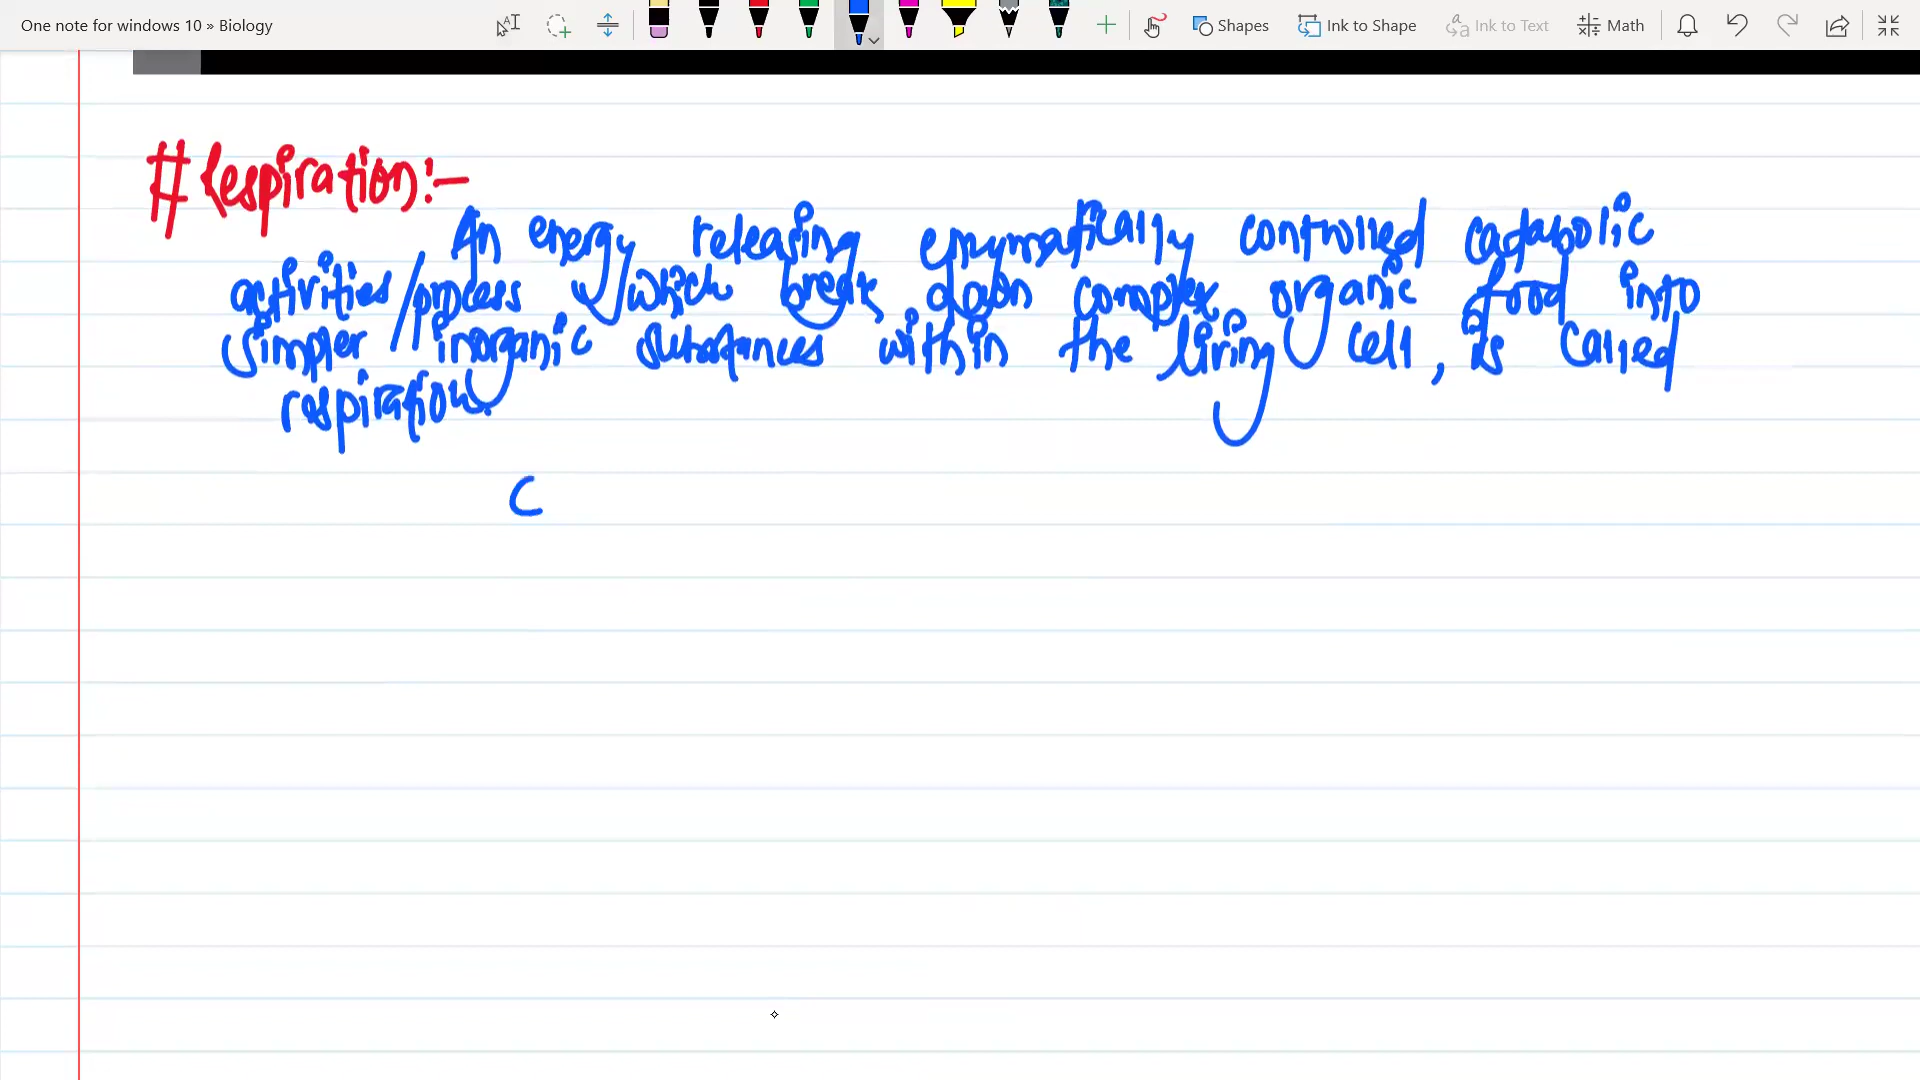 One note for windows 10 » Biology
Shapes
Ink to Shape
Ink to Text
Math
# Respiration:-
An energy releasing enzymatically controlled catabolic
activities/process which break down complex organic food into
simpler inorganic substances within the living cell, is called
respiration.
C